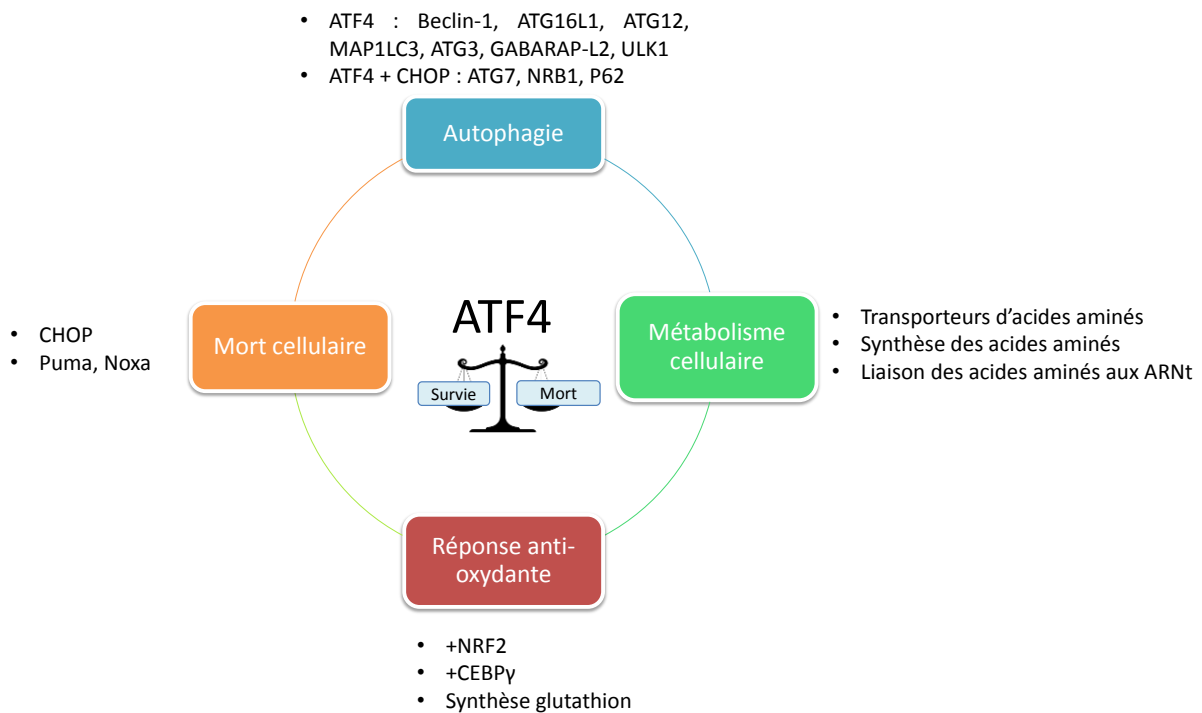 • ATF4 : Beclin-1, ATG16L1, ATG12,
MAP1LC3, ATG3, GABARAP-L2, ULK1
• ATF4 + CHOP : ATG7, NRB1, P62
Autophagie
• CHOP
• Puma, Noxa
Mort cellulaire
ATF4
Survie
Mort
Métabolisme
cellulaire
• Transporteurs d’acides aminés
• Synthèse des acides aminés
• Liaison des acides aminés aux ARNt
Réponse anti-
oxydante
• +NRF2
• +CEBPγ
• Synthèse glutathion